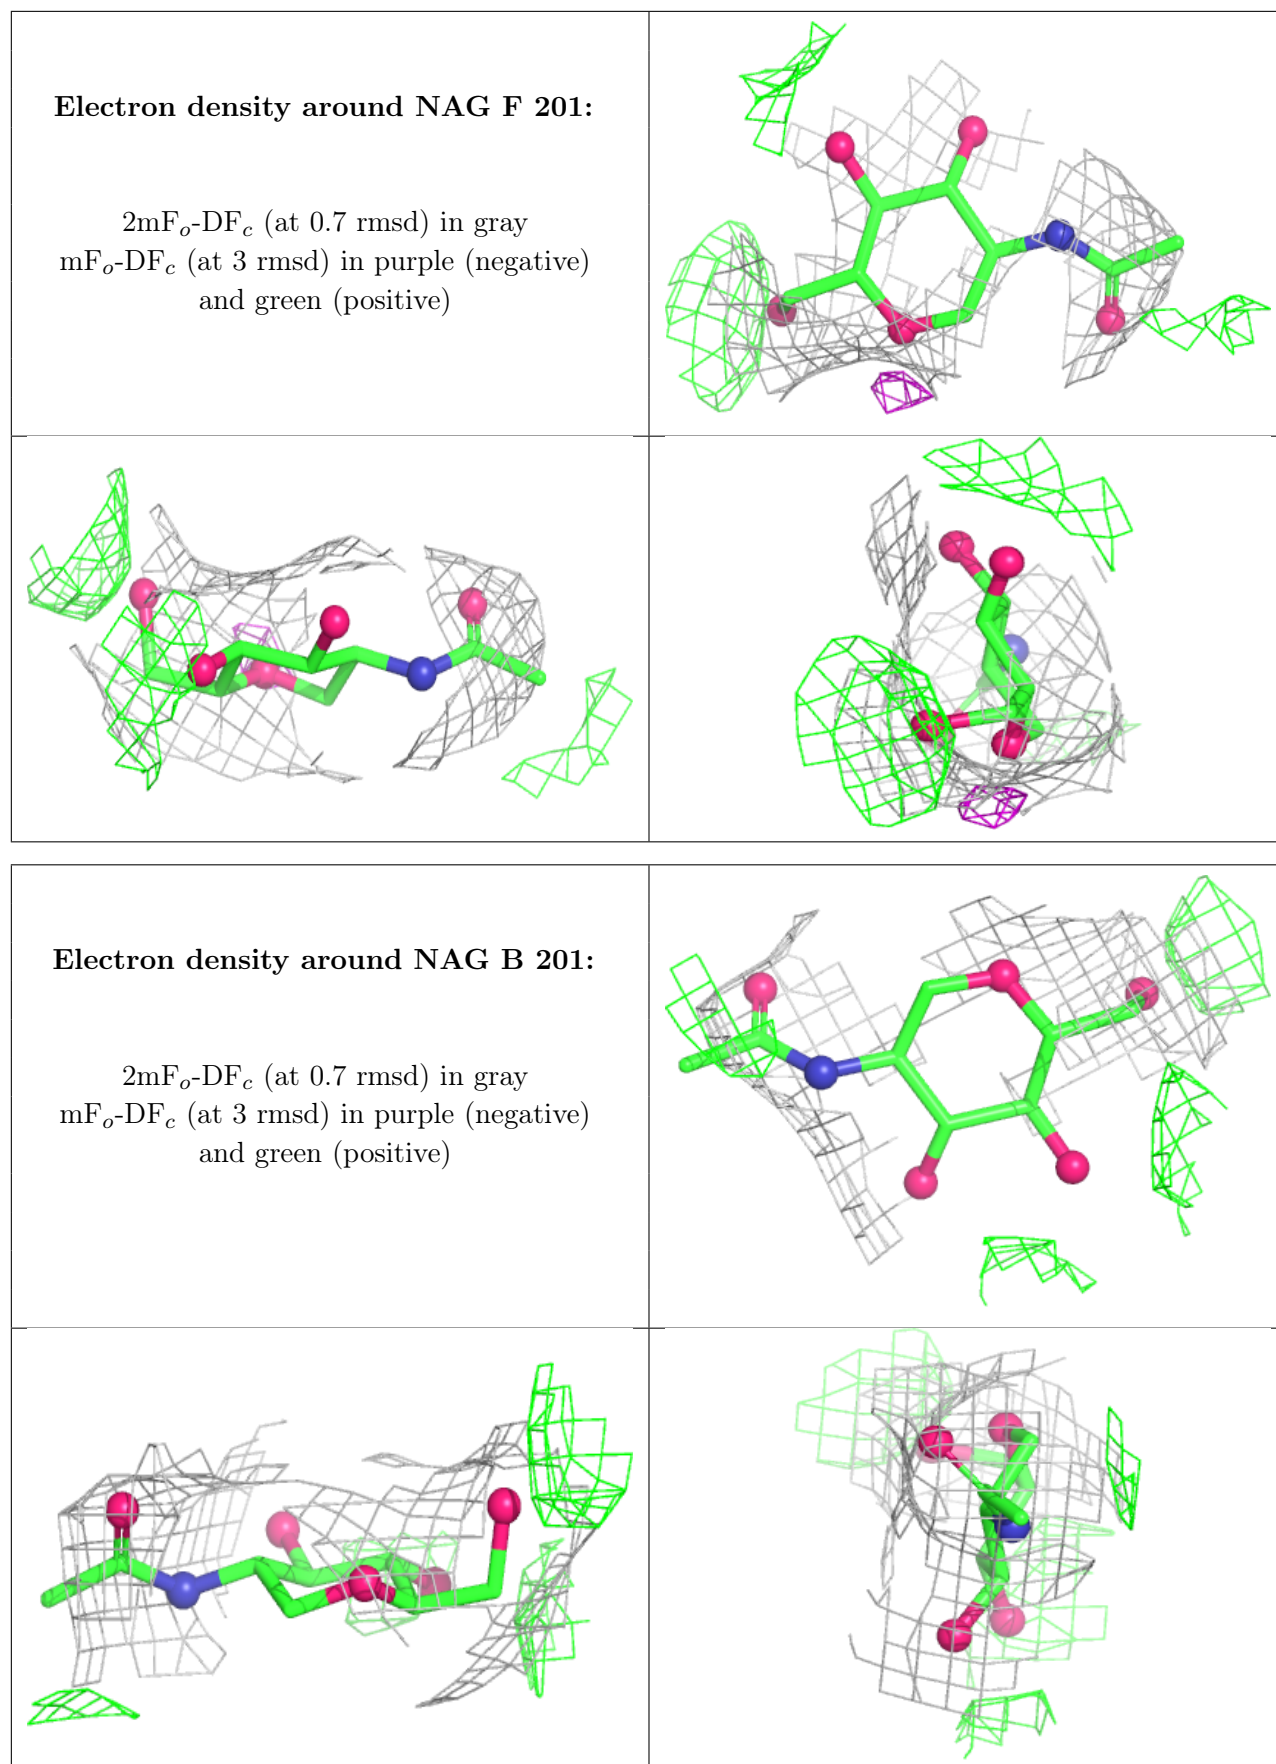 Electron density around NAG F 201:
2mFo-DFc (at 0.7 rmsd) in gray
mFo-DFc (at 3 rmsd) in purple (negative)
and green (positive)
Electron density around NAG B 201:
2mFo-DFc (at 0.7 rmsd) in gray
mFo-DFc (at 3 rmsd) in purple (negative)
and green (positive)